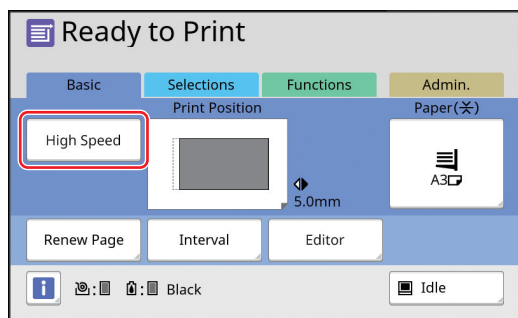 Ready to Print
Basic Selections Functions Admin.
Print Position Paper(⚹)
High Speed
A3
5.0mm
Renew Page Interval Editor
i : : Black Idle